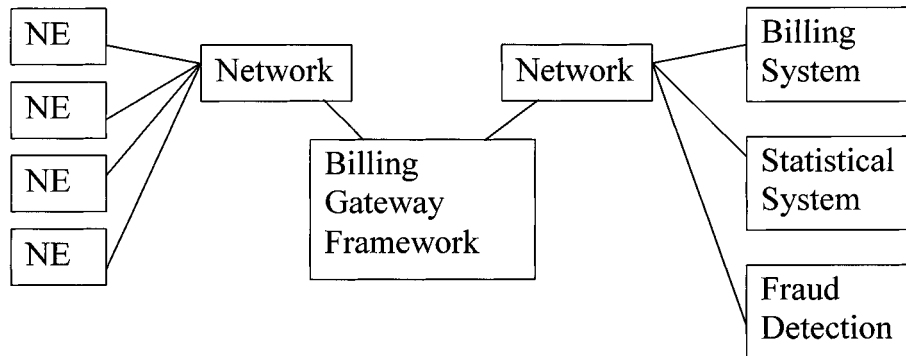 NE
NE
NE
NE
Network
Billing
Gateway
Framework
Network
Billing
System
Statistical
System
Fraud
Detection